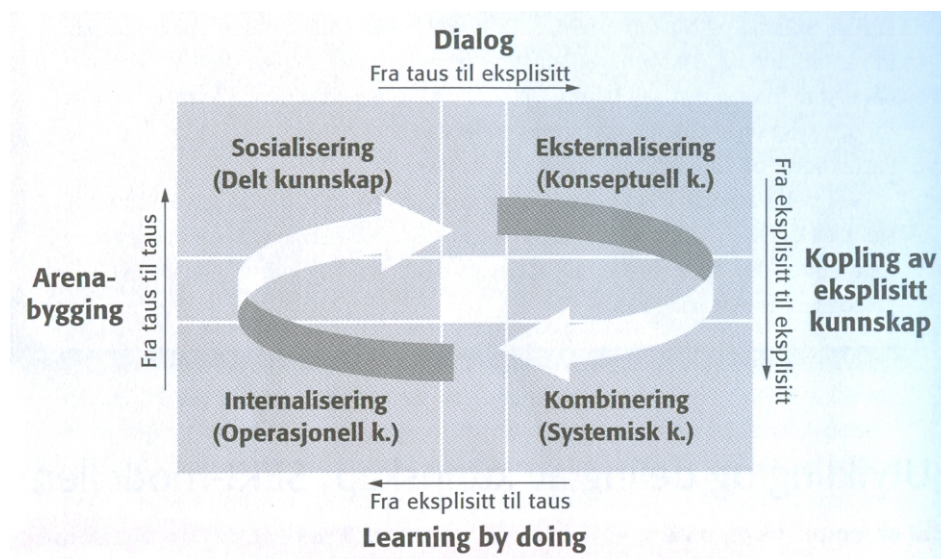 Dialog
Fra taus til eksplisitt
Sosialisering
(Delt kunnskap)
Eksternalisering
(Konseptuell k.)
Arena-
bygging
Fra taus til taus
Fra eksplisitt til eksplisitt
Kopling av
eksplisitt
kunnskap
Internalisering
(Operasjonell k.)
Kombinering
(Systemisk k.)
Fra eksplisitt til taus
Learning by doing